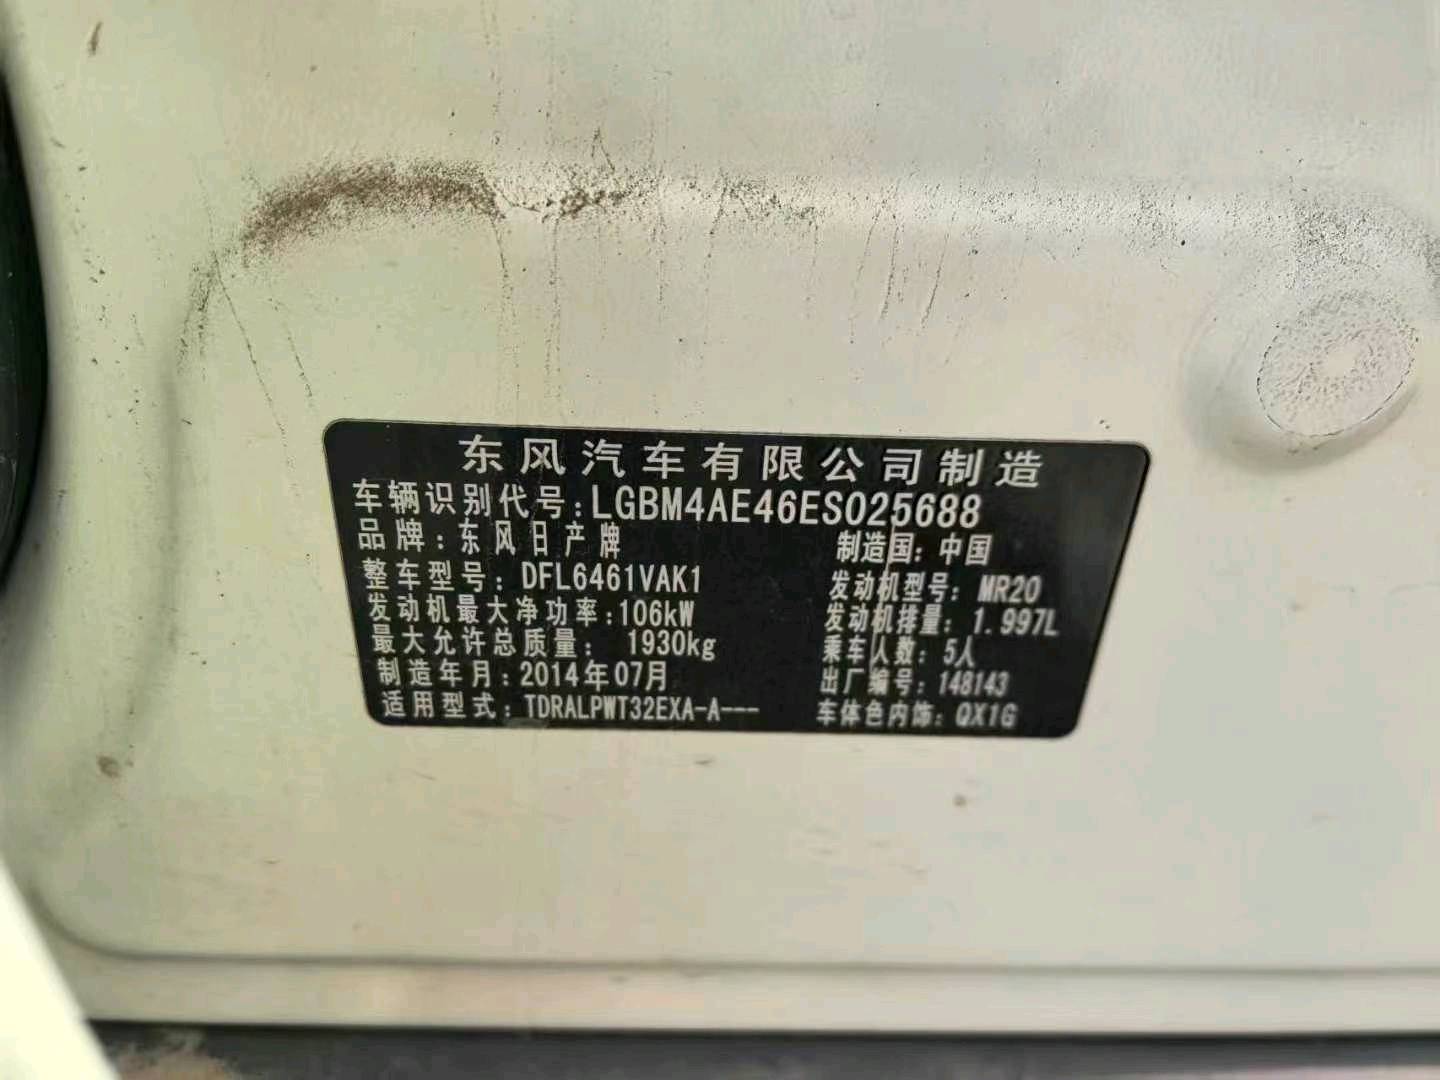 东风汽车有限公司制造
车辆识别代号:LGBM4AE46ES025688
品牌:东风日产牌 制造国:中国
整车型号:DFL6461VAK1 发动机型号:MR20
发动机最大净功率:106kW 发动机排量:1.997L
最大允许总质量: 1930kg 乘车人数:5人
制造年月:2014年07月 出厂编号:148143
适用型式:TDRALPWT32EXA-A--- 车体色内饰:QX1G